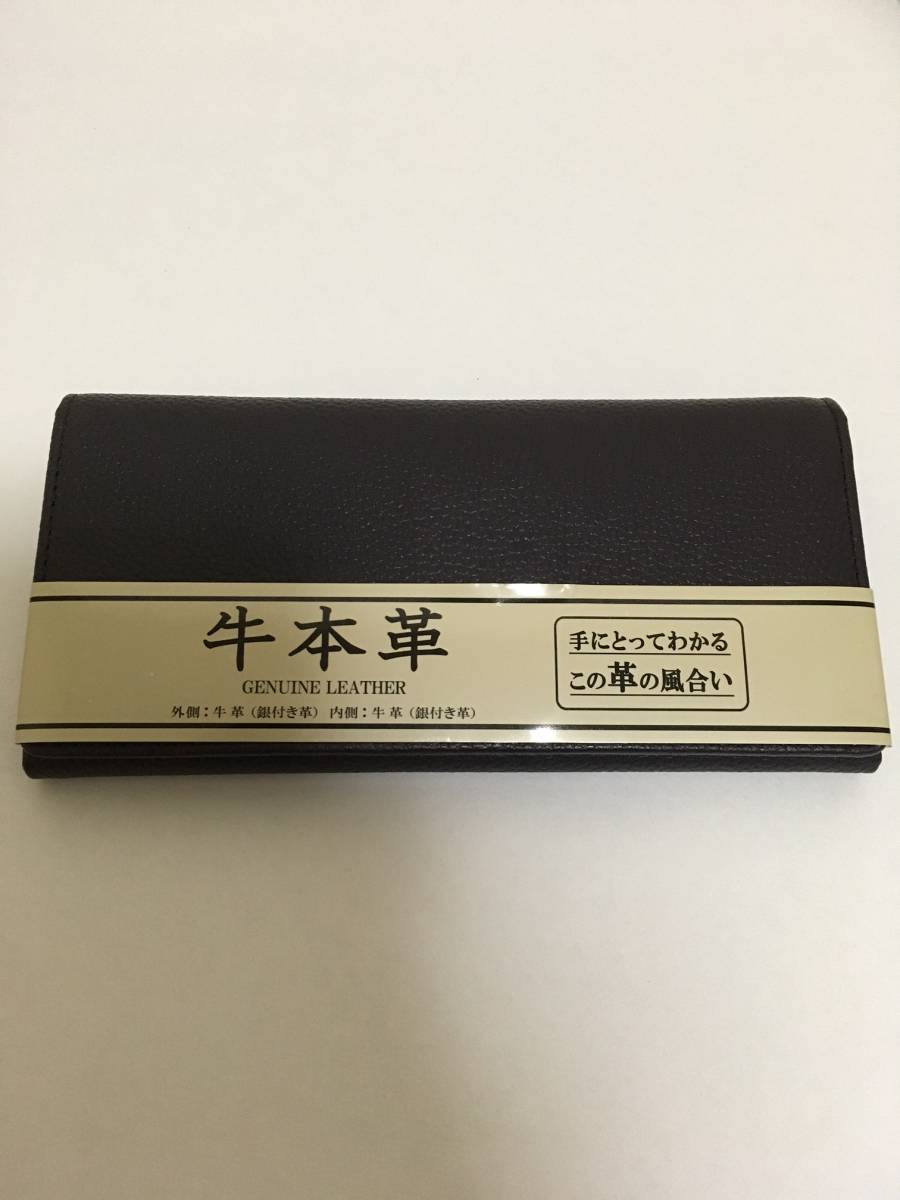 牛本革
GENUINE LEATHER
外側：牛革（銀付き革） 内側：牛革（銀付き革）
手にとってわかる
この革の風合い